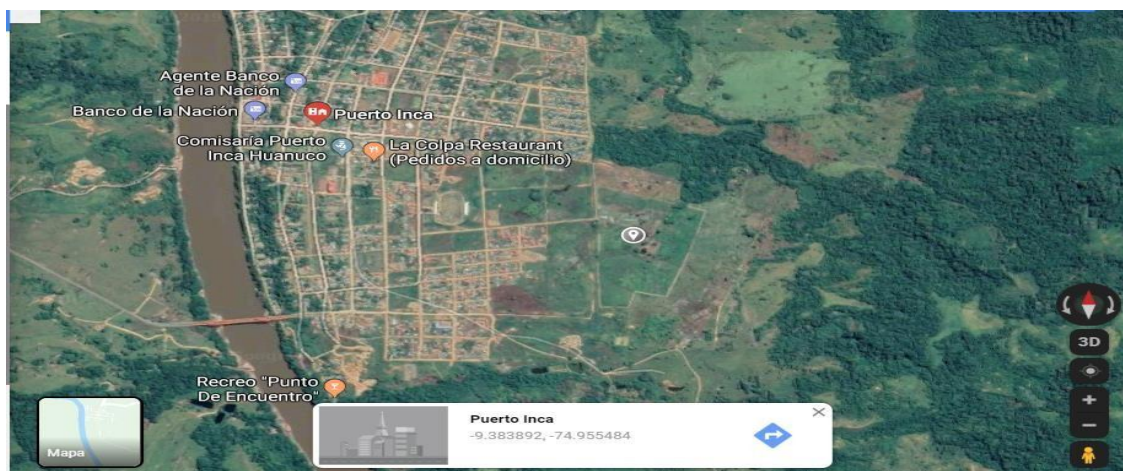 Agente Banco
de la Nación
Banco de la Nación
Puerto Inca
Comisaría Puerto
Inca Huanuco
La Colpa Restaurant
(Pedidos a domicilio)
Recreo "Punto
De Encuentro"
Mapa
Puerto Inca
-9.383892, -74.955484
3D